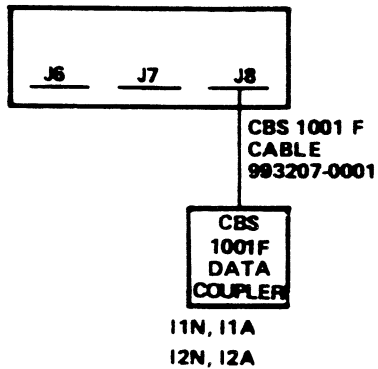 J6 J7 J8
CBS 1001 F
CABLE
993207-0001
CBS
1001F
DATA
COUPLER
I1N, I1A
I2N, I2A